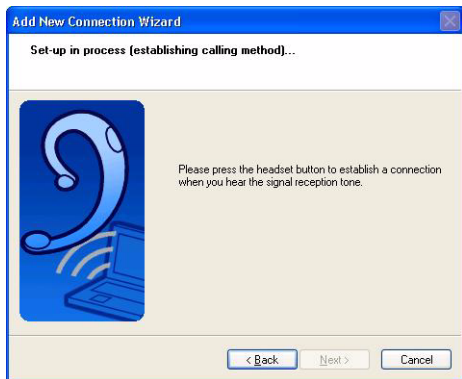 Add New Connection Wizard
Set-up in process (establishing calling method)...
Please press the headset button to establish a connection
when you hear the signal reception tone.
< Back
Next >
Cancel